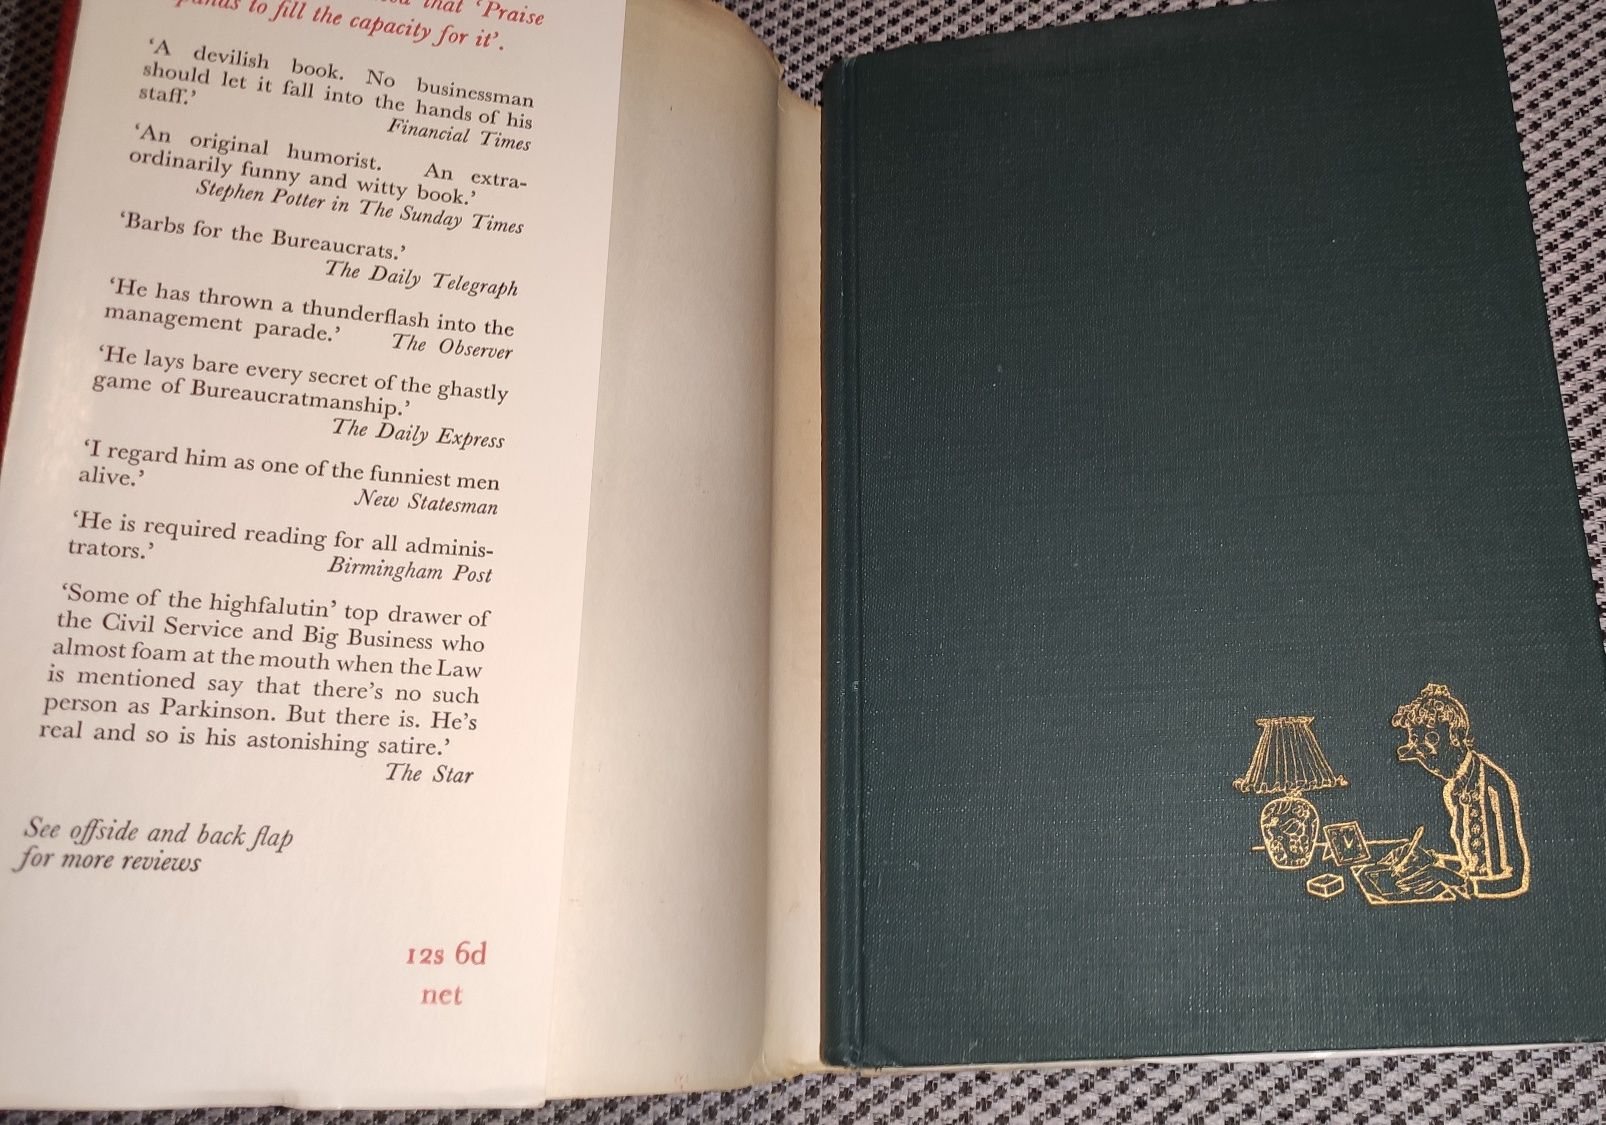 that 'Praise
to fill the capacity for it'.
'A devilish book. No businessman
should let it fall into the hands of his
staff.'
Financial Times
'An original humorist. An extra-
ordinarily funny and witty book.'
Stephen Potter in The Sunday Times
'Barbs for the Bureaucrats.'
The Daily Telegraph
'He has thrown a thunderflash into the
management parade.' The Observer
'He lays bare every secret of the ghastly
game of Bureaucratmanship.'
The Daily Express
'I regard him as one of the funniest men
alive.'
New Statesman
'He is required reading for all adminis-
trators.'
Birmingham Post
'Some of the highfalutin' top drawer of
the Civil Service and Big Business who
almost foam at the mouth when the Law
is mentioned say that there's no such
person as Parkinson. But there is. He's
real and so is his astonishing satire.'
The Star
See offside and back flap
for more reviews
12s 6d
net